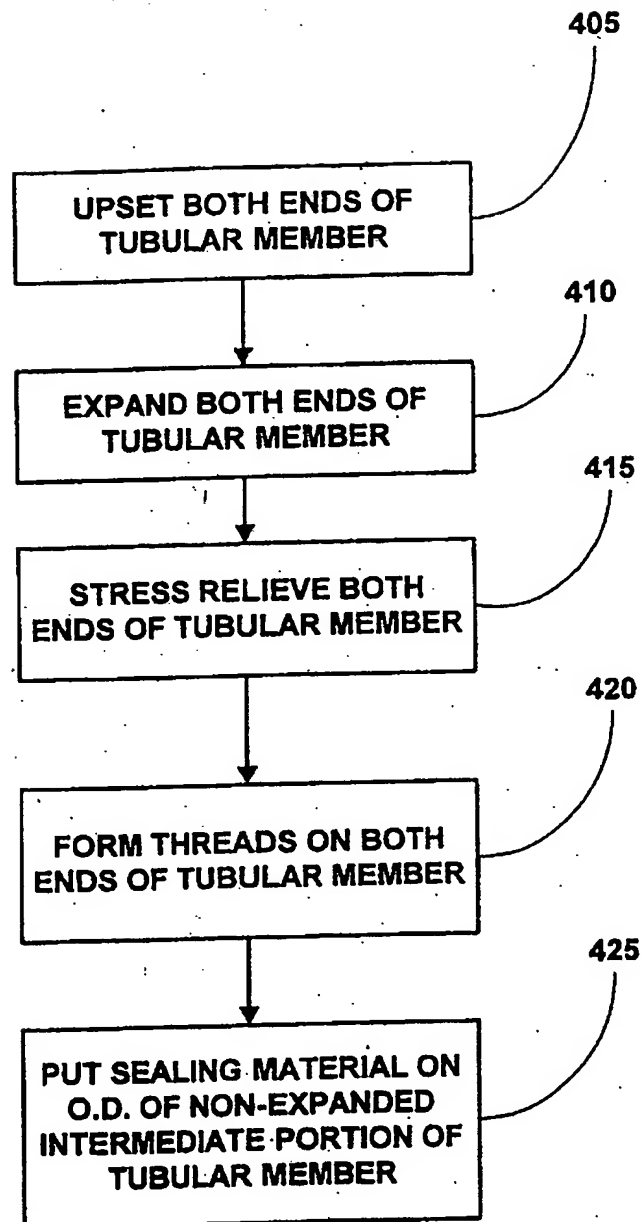 405
UPSET BOTH ENDS OF
TUBULAR MEMBER
410
EXPAND BOTH ENDS OF
TUBULAR MEMBER
415
STRESS RELIEVE BOTH
ENDS OF TUBULAR MEMBER
420
FORM THREADS ON BOTH
ENDS OF TUBULAR MEMBER
425
PUT SEALING MATERIAL ON
O.D. OF NON-EXPANDED
INTERMEDIATE PORTION OF
TUBULAR MEMBER